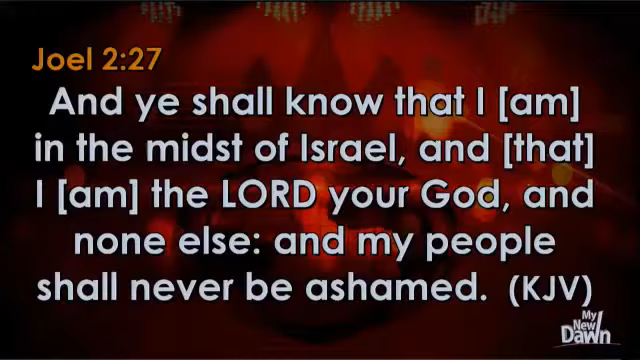 Joel 2:27
And ye shall know that I [am]
in the midst of Israel, and [that]
I [am] the LORD your God, and
none else: and my people
shall never be ashamed. (KJV)
My
New
Dawn